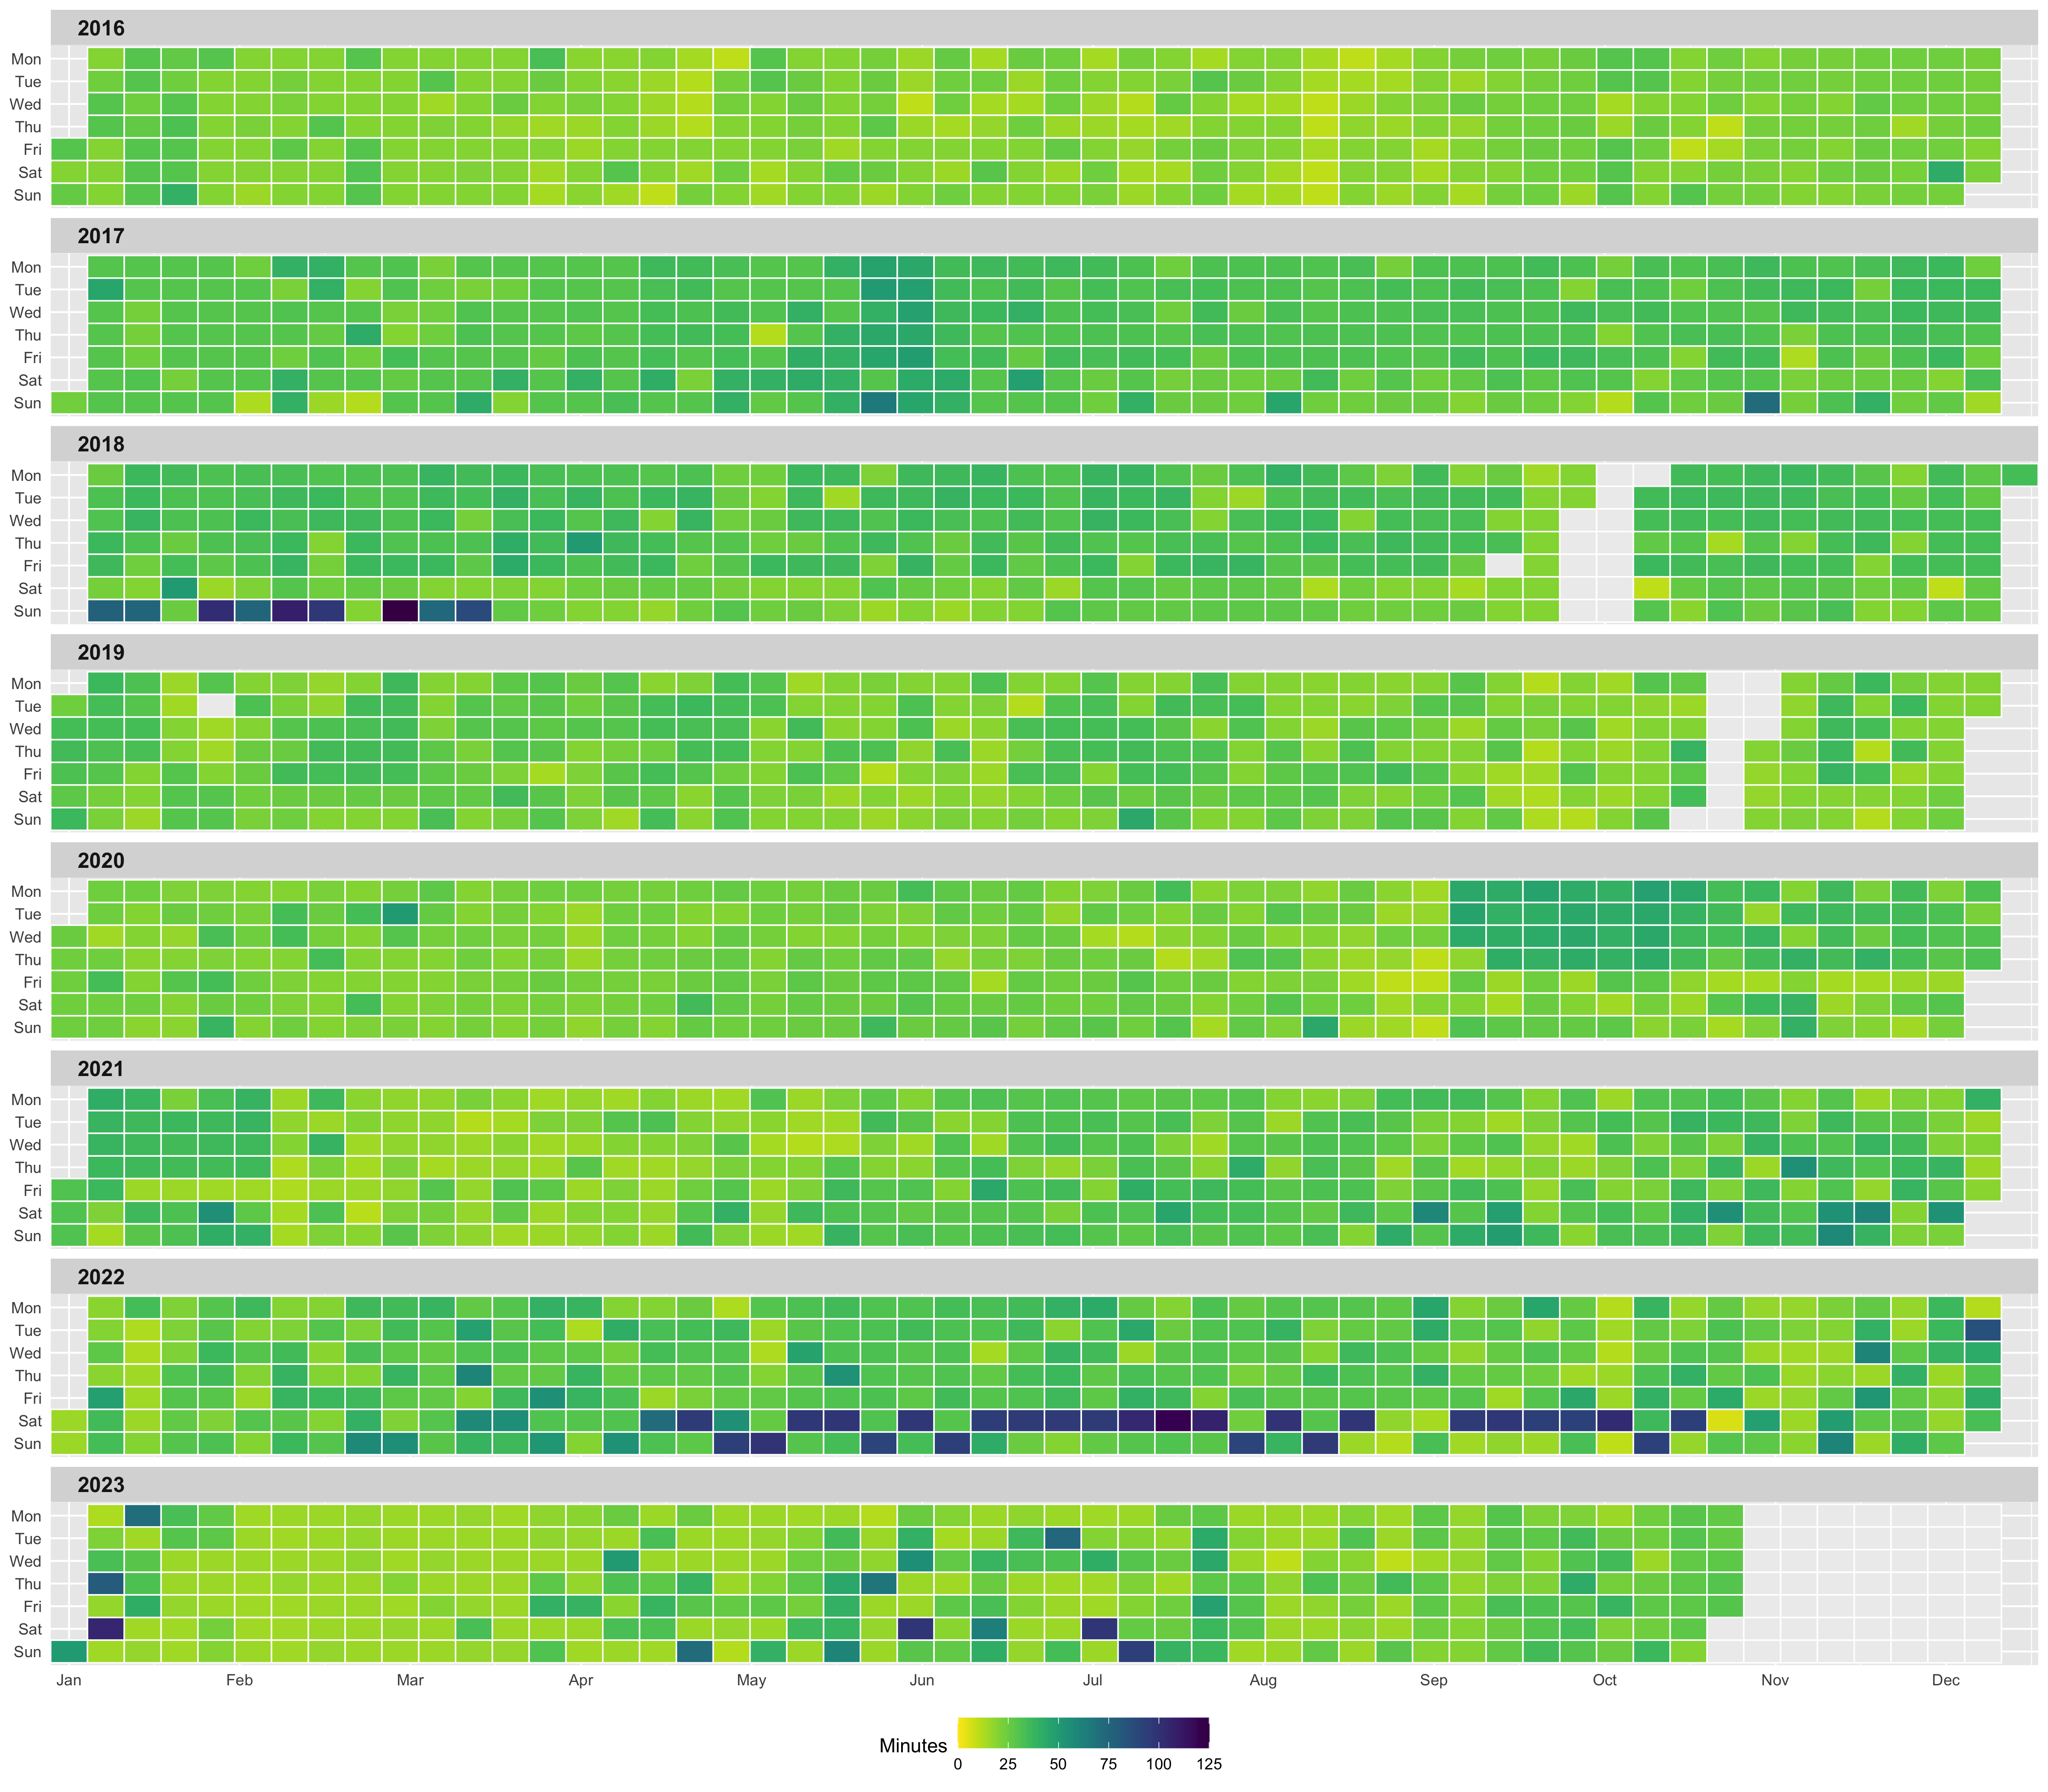 2016
Mon
Tue
Wed
Thu
Fri
Sat
Sun
2017
Mon
Tue
Wed
Thu
Fri
Sat
Sun
2018
Mon
Tue
Wed
Thu
Fri
Sat
Sun
2019
Mon
Tue
Wed
Thu
Fri
Sat
Sun
2020
Mon
Tue
Wed
Thu
Fri
Sat
Sun
2021
Mon
Tue
Wed
Thu
Fri
Sat
Sun
2022
Mon
Tue
Wed
Thu
Fri
Sat
Sun
2023
Mon
Tue
Wed
Thu
Fri
Sat
Sun
Jan Feb Mar Apr May Jun Jul Aug Sep Oct Nov Dec
Minutes
0 25 50 75 100 125